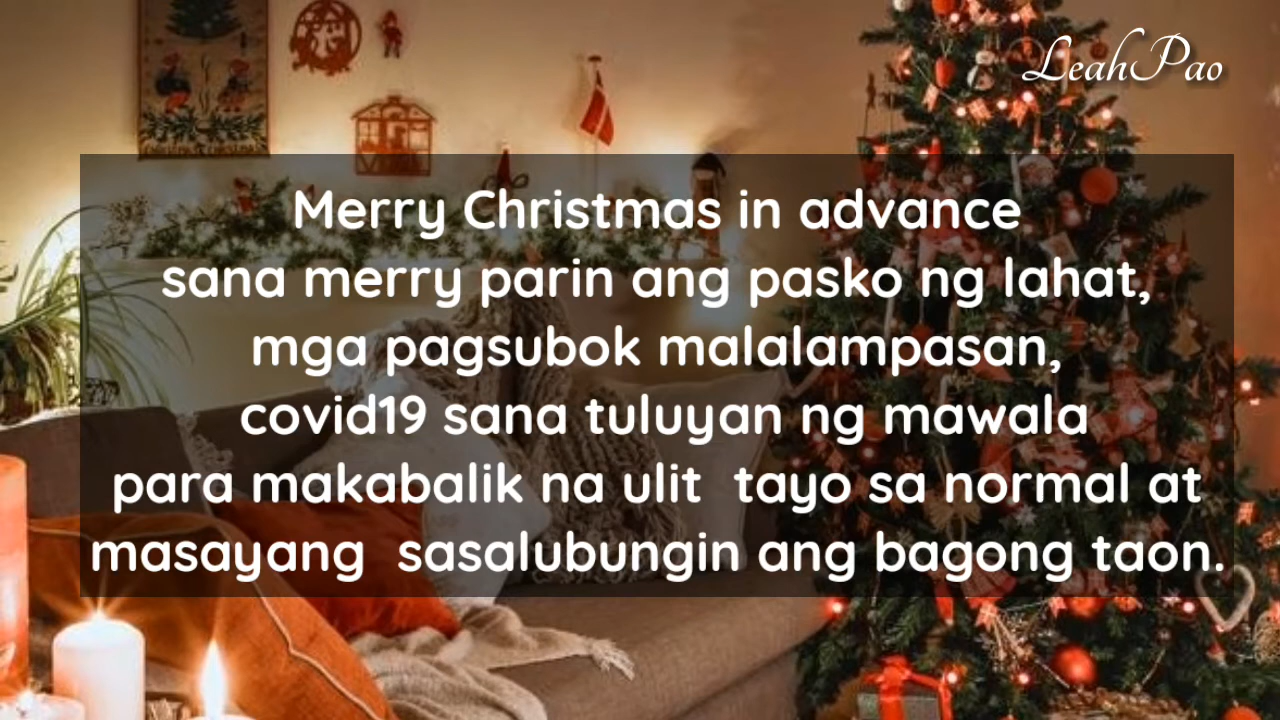 LeahPao
Merry Christmas in advance
sana merry parin ang pasko ng lahat,
mga pagsubok malalampasan,
covid19 sana tuluyan ng mawala
para makabalik na ulit tayo sa normal at
masayang sasalubungin ang bagong taon.